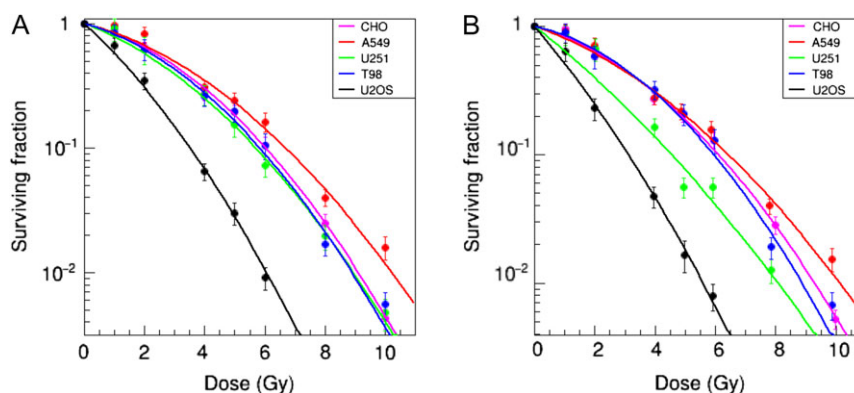 A
1
10⁻¹
10⁻²
Surviving fraction
0 2 4 6 8 10
Dose (Gy)
CHO
A549
U251
T98
U2OS
B
1
10⁻¹
10⁻²
Surviving fraction
0 2 4 6 8 10
Dose (Gy)
CHO
A549
U251
T98
U2OS